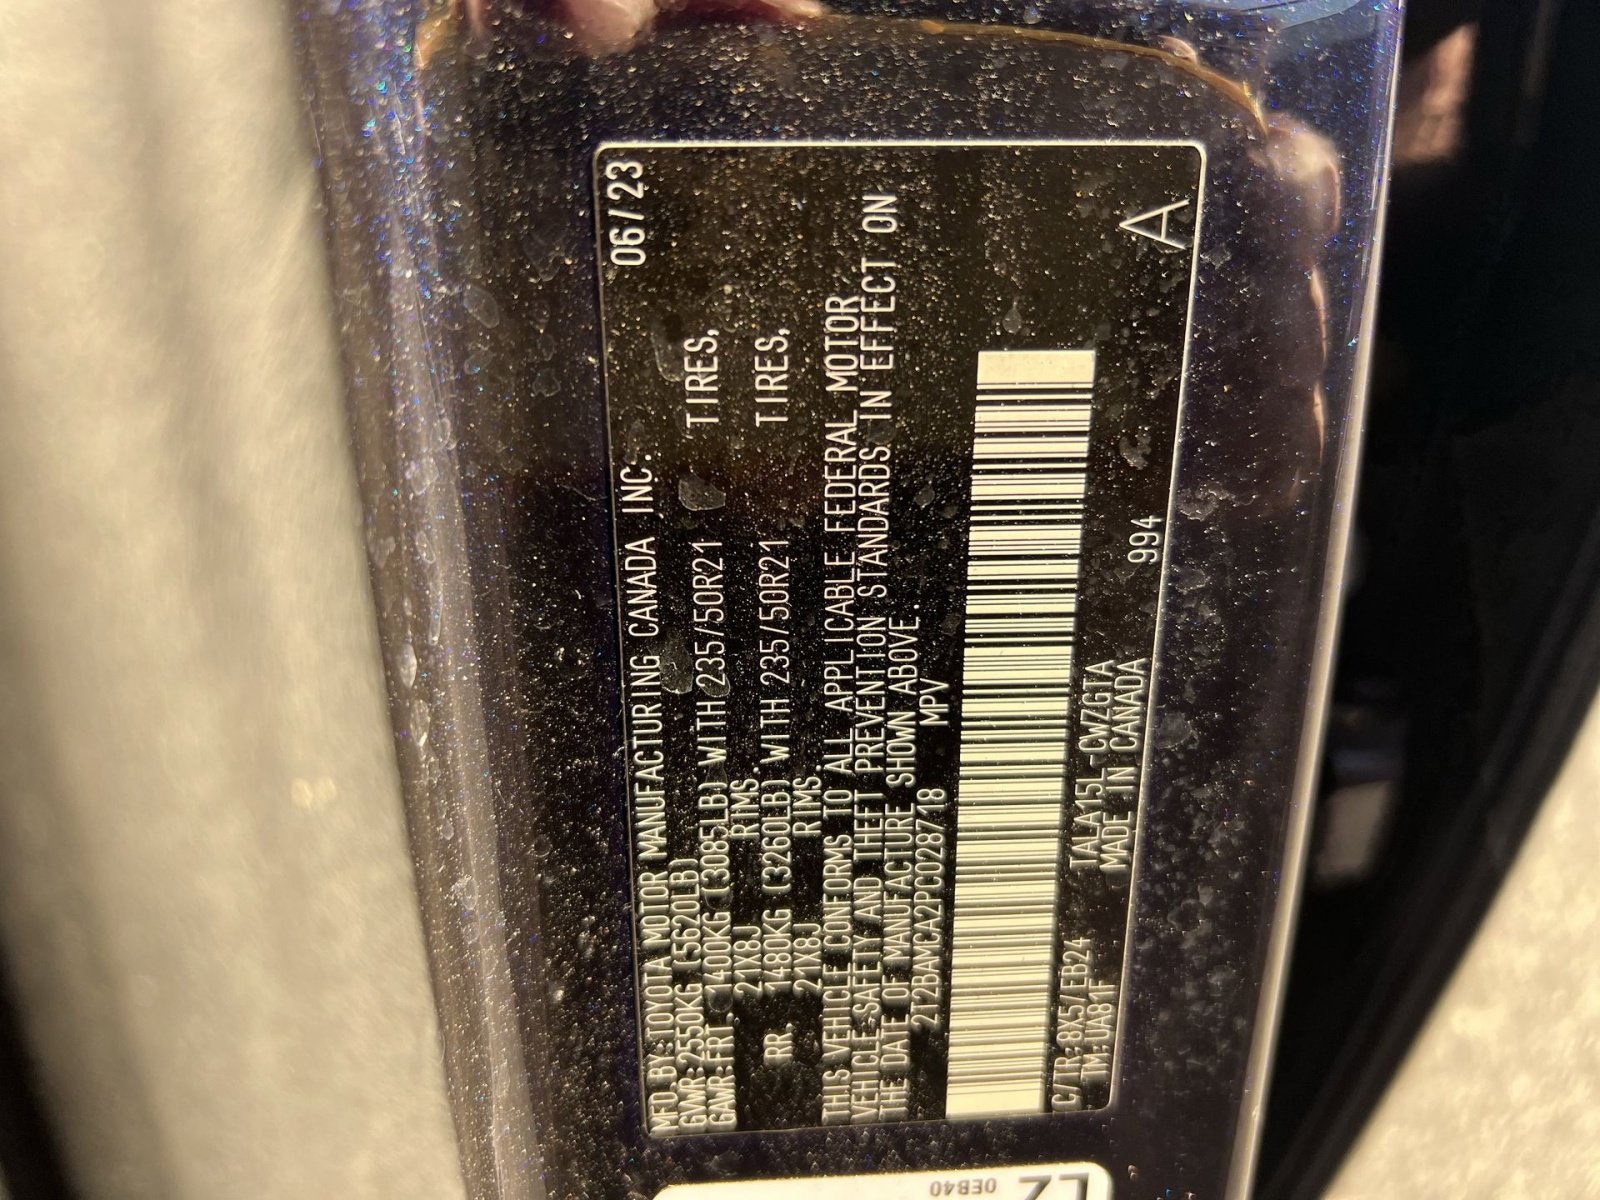 MFD.BY:TOYOTA MOTOR MANUFACTURING CANADA INC. 06/23
GVWR:2550KG (5620LB)
GAWR:FRT. 1400KG (3085LB) WITH 235/50R21 TIRES,
21X8J RIMS.
RR. 1480KG (3260LB) WITH 235/50R21 TIRES,
21X8J RIMS.
THIS VEHICLE CONFORMS TO ALL APPLICABLE FEDERAL MOTOR
VEHICLE SAFETY AND THEFT PREVENTION STANDARDS IN EFFECT ON
THE DATE OF MANUFACTURE SHOWN ABOVE.
2T2BAMCA2PC028718 MPV
C/TR:8X5/EB24 TALA15L-CWZGTA 994
TM:UA81F MADE IN CANADA A
LZ
0EB40